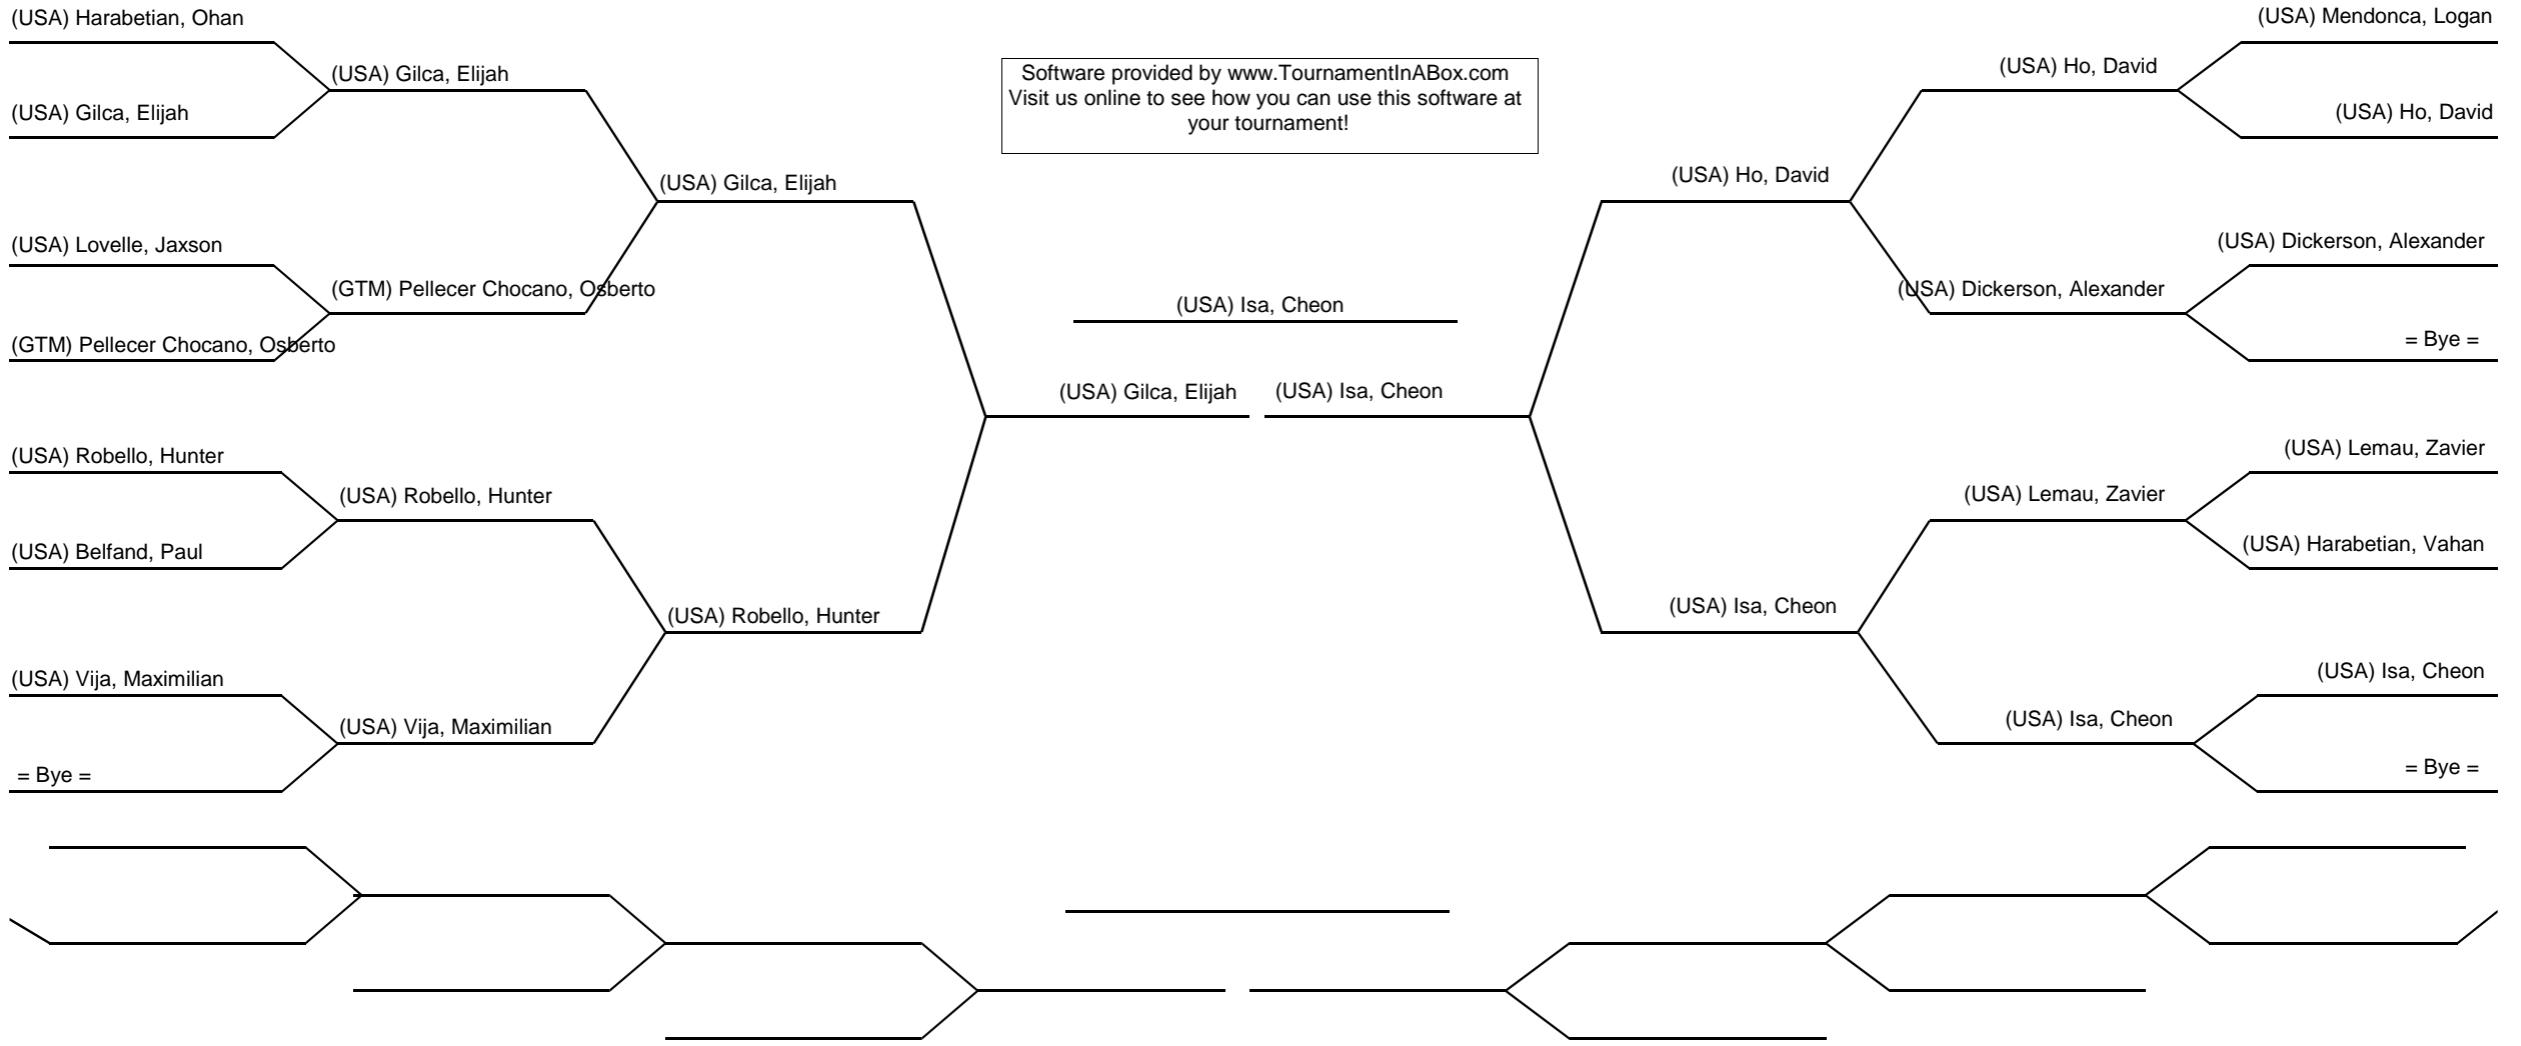 (USA) Harabetian, Ohan
(USA) Gilca, Elijah
(USA) Gilca, Elijah
(USA) Gilca, Elijah
(USA) Lovelle, Jaxson
(GTM) Pellecer Chocano, Osberto
(GTM) Pellecer Chocano, Osberto
(USA) Robello, Hunter
(USA) Robello, Hunter
(USA) Belfand, Paul
(USA) Robello, Hunter
(USA) Vija, Maximilian
(USA) Vija, Maximilian
= Bye =
Software provided by www.TournamentInABox.com
Visit us online to see how you can use this software at
your tournament!
(USA) Isa, Cheon
(USA) Gilca, Elijah
(USA) Isa, Cheon
(USA) Mendonca, Logan
(USA) Ho, David
(USA) Ho, David
(USA) Ho, David
(USA) Dickerson, Alexander
(USA) Dickerson, Alexander
= Bye =
(USA) Lemau, Zavier
(USA) Lemau, Zavier
(USA) Harabetian, Vahan
(USA) Isa, Cheon
(USA) Isa, Cheon
(USA) Isa, Cheon
= Bye =